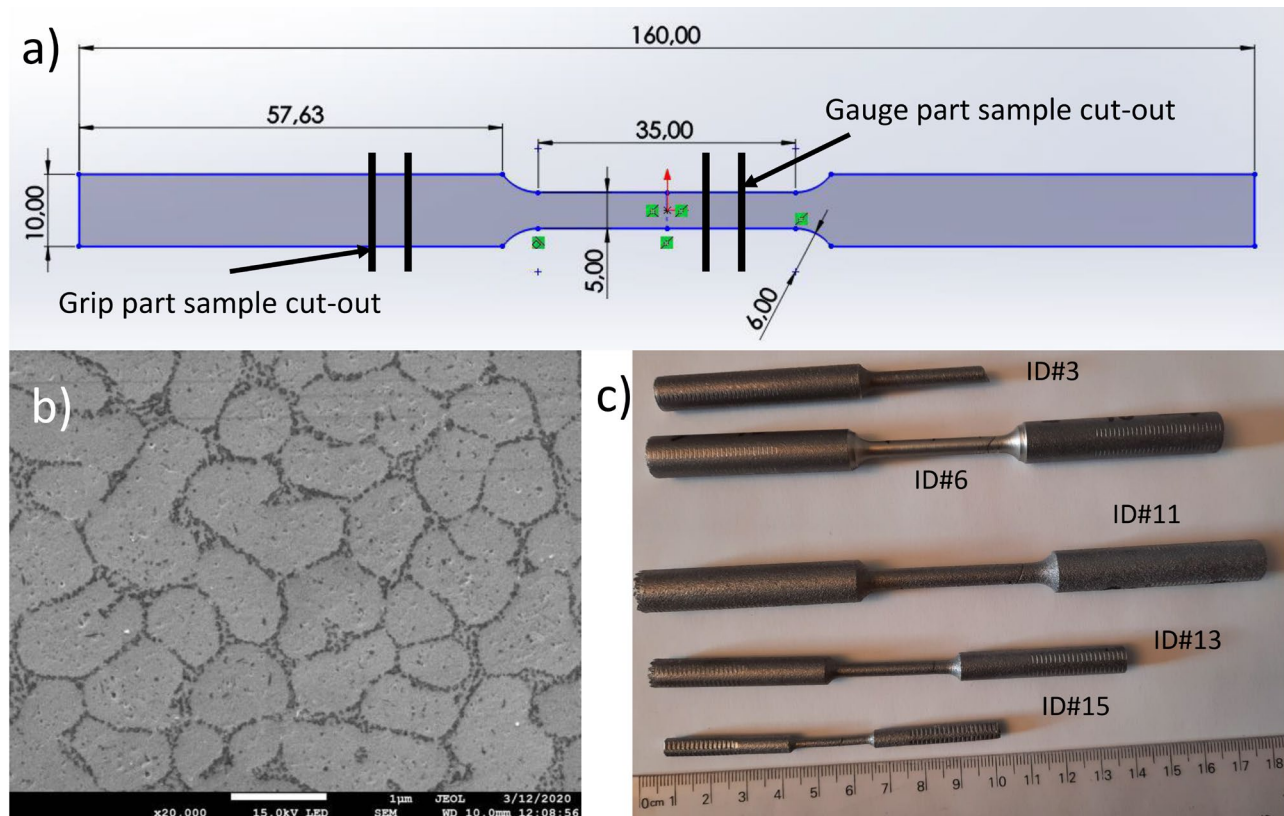 a)
160,00
57,63
35,00
Gauge part sample cut-out
10,00
5,00
6,00
Grip part sample cut-out
b)
1µm JEOL 3/12/2020
x20,000 15.0kV LED SEM WD 10.0mm 12:08:56
c)
ID#3
ID#6
ID#11
ID#13
ID#15
0cm 1 2 3 4 5 6 7 8 9 10 11 12 13 14 15 16 17 18